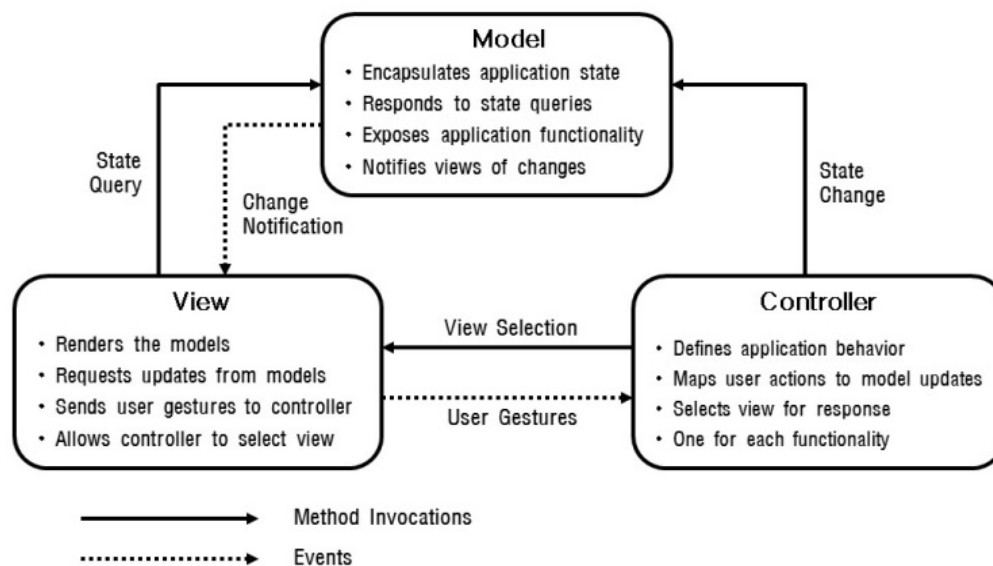 Model
• Encapsulates application state
• Responds to state queries
• Exposes application functionality
• Notifies views of changes
State
Query
Change
Notification
State
Change
View
• Renders the models
• Requests updates from models
• Sends user gestures to controller
• Allows controller to select view
View Selection
User Gestures
Controller
• Defines application behavior
• Maps user actions to model updates
• Selects view for response
• One for each functionality
Method Invocations
Events